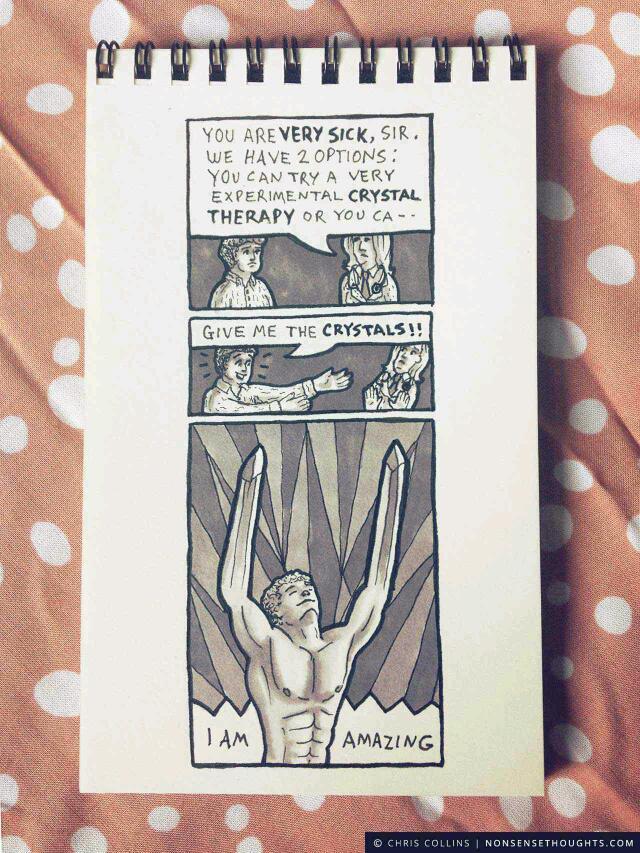 YOU ARE VERY SICK, SIR.
WE HAVE 2 OPTIONS:
YOU CAN TRY A VERY
EXPERIMENTAL CRYSTAL
THERAPY OR YOU CA--
GIVE ME THE CRYSTALS!!
I AM AMAZING
© CHRIS COLLINS | NONSENSETHOUGHTS.COM